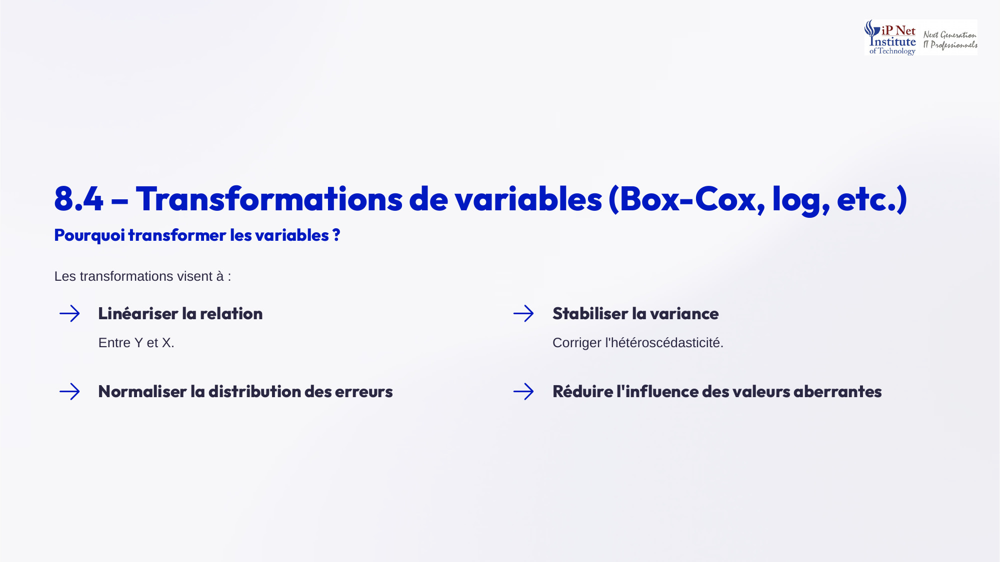 iP Net
Institute
of Technology
Next Generation
IT Professionnels
8.4 – Transformations de variables (Box-Cox, log, etc.)
Pourquoi transformer les variables ?
Les transformations visent à :
Linéariser la relation
Entre Y et X.
Stabiliser la variance
Corriger l'hétéroscédasticité.
Normaliser la distribution des erreurs
Réduire l'influence des valeurs aberrantes